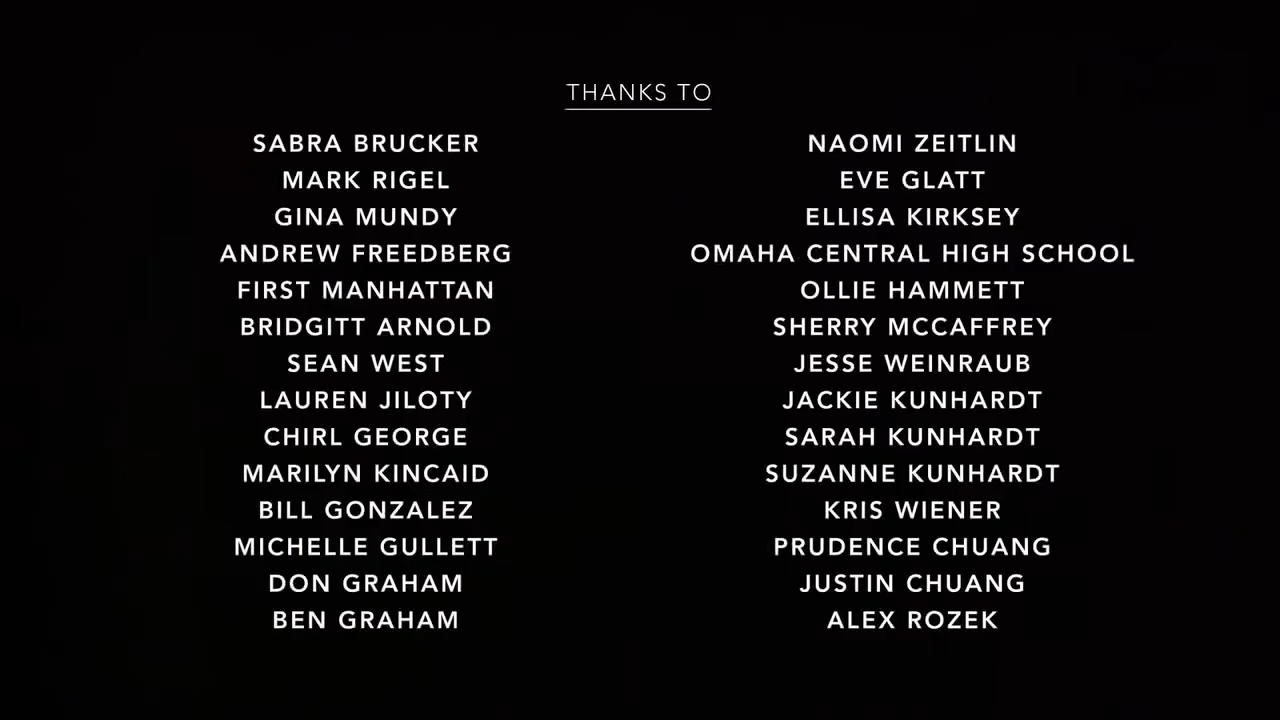 THANKS TO
SABRA BRUCKER
MARK RIGEL
GINA MUNDY
ANDREW FREEDBERG
FIRST MANHATTAN
BRIDGITT ARNOLD
SEAN WEST
LAUREN JILOTY
CHIRL GEORGE
MARILYN KINCAID
BILL GONZALEZ
MICHELLE GULLETT
DON GRAHAM
BEN GRAHAM
NAOMI ZEITLIN
EVE GLATT
ELLISA KIRKSEY
OMAHA CENTRAL HIGH SCHOOL
OLLIE HAMMETT
SHERRY MCCAFFREY
JESSE WEINRAUB
JACKIE KUNHARDT
SARAH KUNHARDT
SUZANNE KUNHARDT
KRIS WIENER
PRUDENCE CHUANG
JUSTIN CHUANG
ALEX ROZEK